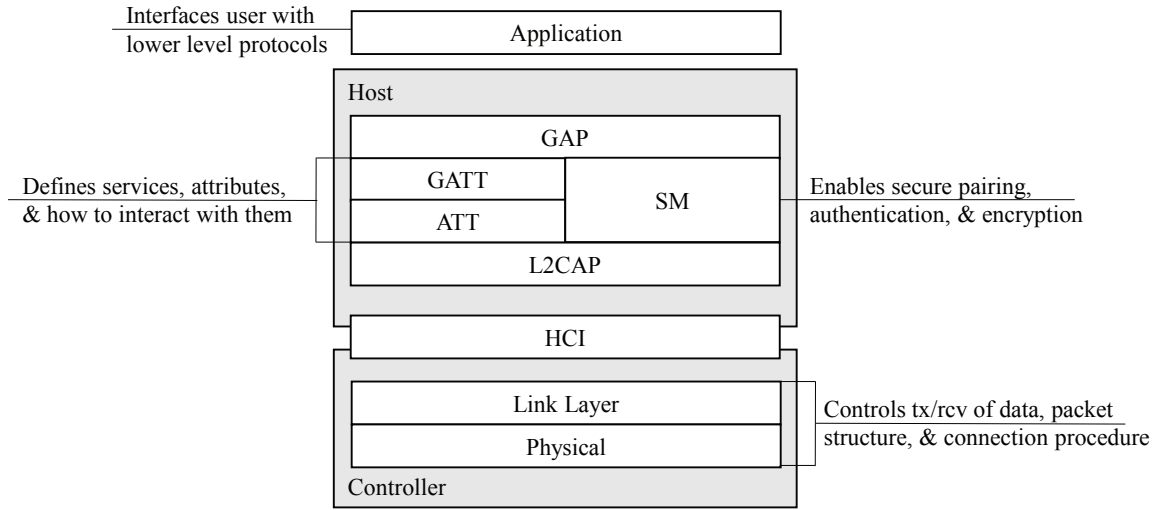 Interfaces user with
lower level protocols
Application
Host
GAP
Defines services, attributes,
& how to interact with them
GATT
ATT
SM
Enables secure pairing,
authentication, & encryption
L2CAP
HCI
Link Layer
Physical
Controls tx/rcv of data, packet
structure, & connection procedure
Controller